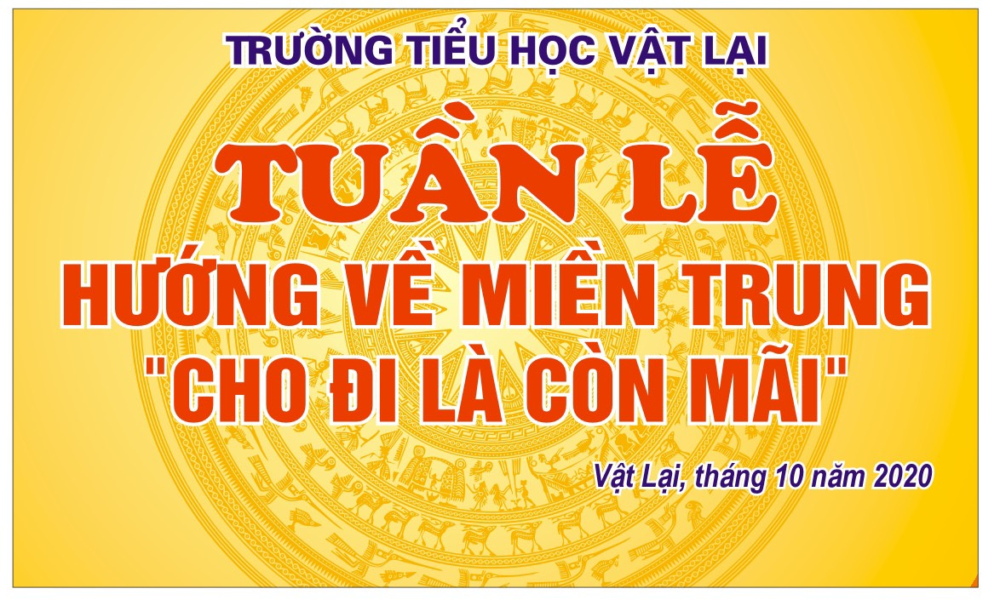 TRƯỜNG TIỂU HỌC VẬT LẠI
TUẦN LỄ
HƯỚNG VỀ MIỀN TRUNG
"CHO ĐI LÀ CÒN MÃI"
Vật Lại, tháng 10 năm 2020